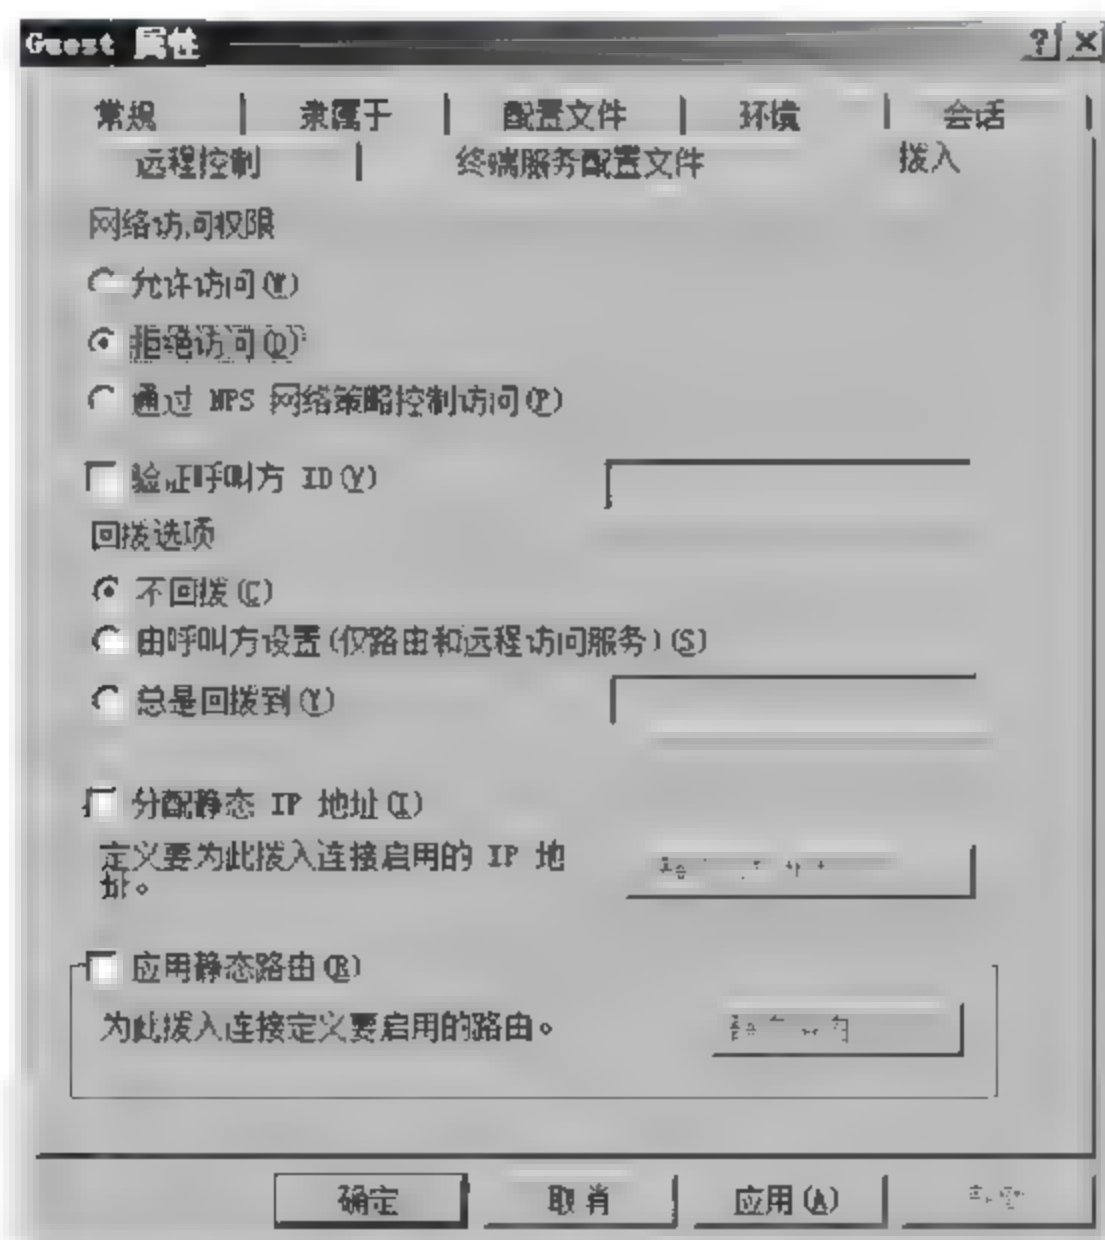 Guest 属性
常规 隶属于 配置文件 环境 会话
远程控制 终端服务配置文件 拨入
网络访问权限
允许访问(W)
拒绝访问(D)
通过 NPS 网络策略控制访问(P)
验证呼叫方 ID(V)
回拨选项
不回拨(C)
由呼叫方设置(仅路由和远程访问服务)(S)
总是回拨到(Y)
分配静态 IP 地址(I)
定义要为此拨入连接启用的 IP 地
址。
应用静态路由(R)
为此拨入连接定义要启用的路由。
确定 取消 应用(A)